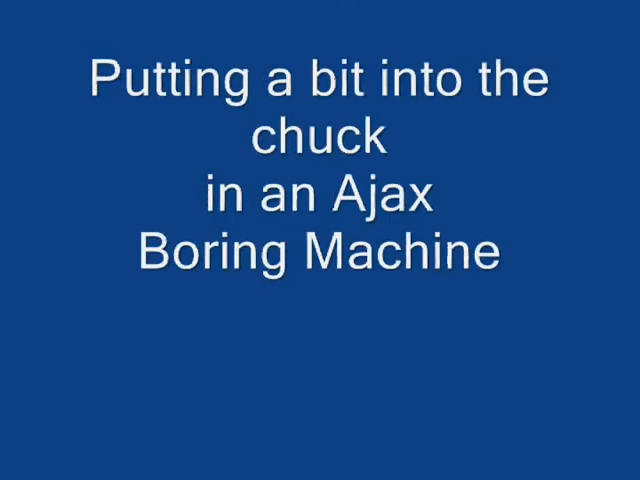 Putting a bit into the
chuck
in an Ajax
Boring Machine